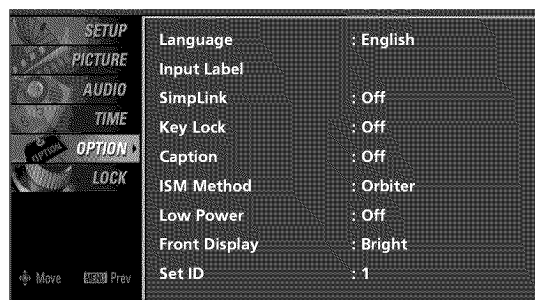 SETUP
PICTURE
AUDIO
TIME
OPTION
OPTION
LOCK
Move MENU Prev
Language : English
Input Label
SimpLink : Off
Key Lock : Off
Caption : Off
ISM Method : Orbiter
Low Power : Off
Front Display : Bright
Set ID : 1